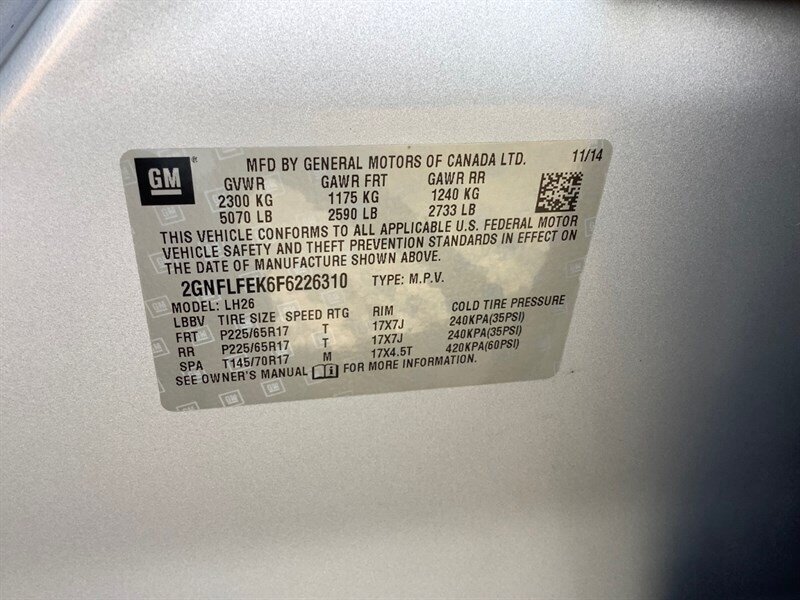 GM ® MFD BY GENERAL MOTORS OF CANADA LTD. 11/14
GVWR GAWR FRT GAWR RR
2300 KG 1175 KG 1240 KG
5070 LB 2590 LB 2733 LB
THIS VEHICLE CONFORMS TO ALL APPLICABLE U.S. FEDERAL MOTOR
VEHICLE SAFETY AND THEFT PREVENTION STANDARDS IN EFFECT ON
THE DATE OF MANUFACTURE SHOWN ABOVE.
2GNFLFEK6F6226310 TYPE: M.P.V.
MODEL: LH26
LBBV TIRE SIZE SPEED RTG RIM COLD TIRE PRESSURE
FRT P225/65R17 T 17X7J 240KPA(35PSI)
RR P225/65R17 T 17X7J 240KPA(35PSI)
SPA T145/70R17 M 17X4.5T 420KPA(60PSI)
SEE OWNER'S MANUAL FOR MORE INFORMATION.